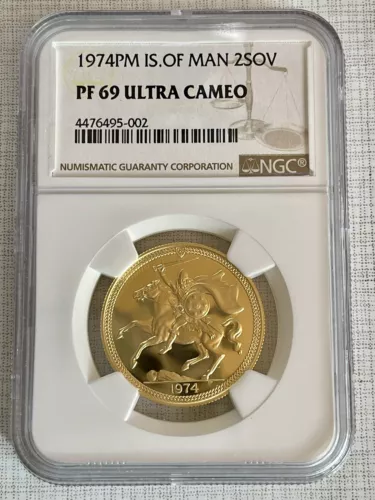 1974PM IS.OF MAN 2SOV
PF 69 ULTRA CAMEO
4476495-002
NUMISMATIC GUARANTY CORPORATION NGC®
1974